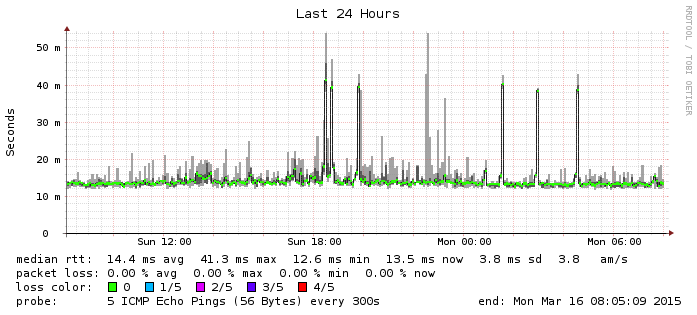 Last 24 Hours
RRDTOOL / TOBI OETIKER
Seconds
50 m
40 m
30 m
20 m
10 m
0
Sun 12:00 Sun 18:00 Mon 00:00 Mon 06:00
median rtt: 14.4 ms avg 41.3 ms max 12.6 ms min 13.5 ms now 3.8 ms sd 3.8 am/s
packet loss: 0.00 % avg 0.00 % max 0.00 % min 0.00 % now
loss color: 0 1/5 2/5 3/5 4/5
probe: 5 ICMP Echo Pings (56 Bytes) every 300s end: Mon Mar 16 08:05:09 2015